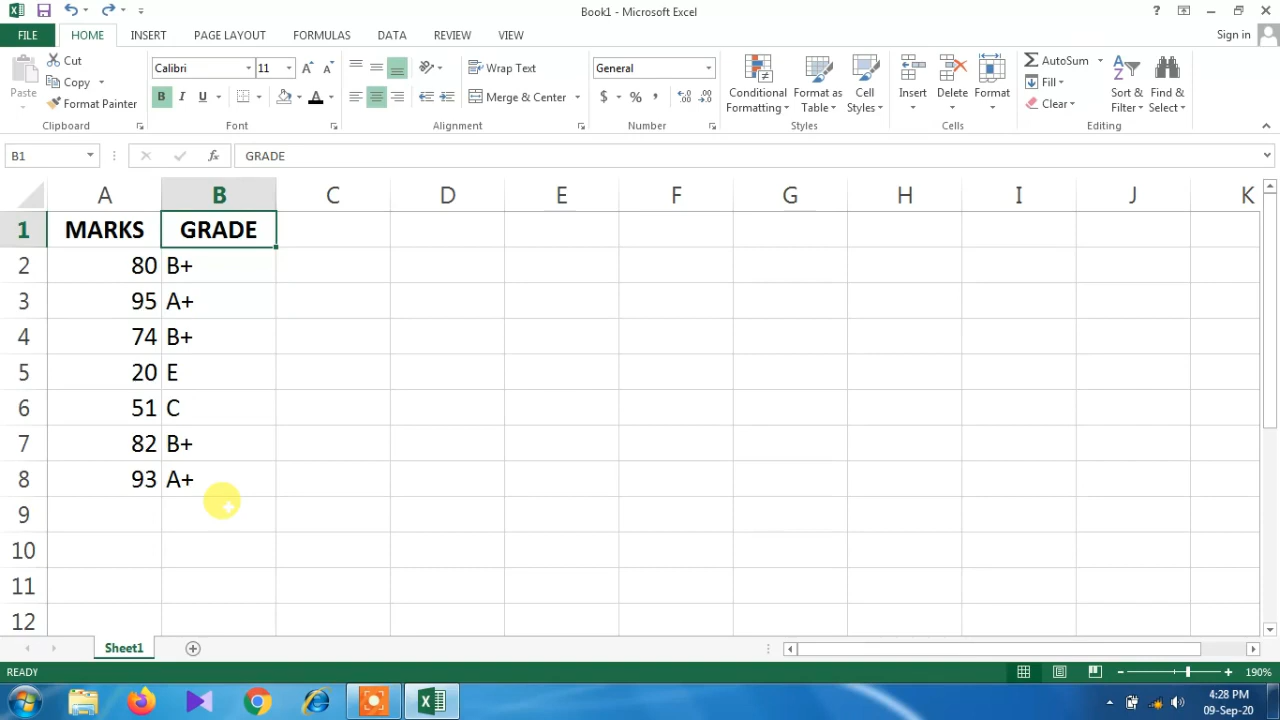 Book1 - Microsoft Excel
?
FILE HOME INSERT PAGE LAYOUT FORMULAS DATA REVIEW VIEW Sign in
Paste
Cut
Copy
Format Painter
Clipboard
Calibri 11
B I U A
Font
Wrap Text
Merge & Center
Alignment
General
$ % ,
Number
Conditional Formatting
Format as Table
Cell Styles
Styles
Insert
Delete
Format
Cells
AutoSum
Fill
Clear
Sort & Filter
Find & Select
Editing
B1 fx GRADE
A B C D E F G H I J K
1 MARKS GRADE
2 80 B+
3 95 A+
4 74 B+
5 20 E
6 51 C
7 82 B+
8 93 A+
9
10
11
12
Sheet1
READY 190%
4:28 PM
09-Sep-20